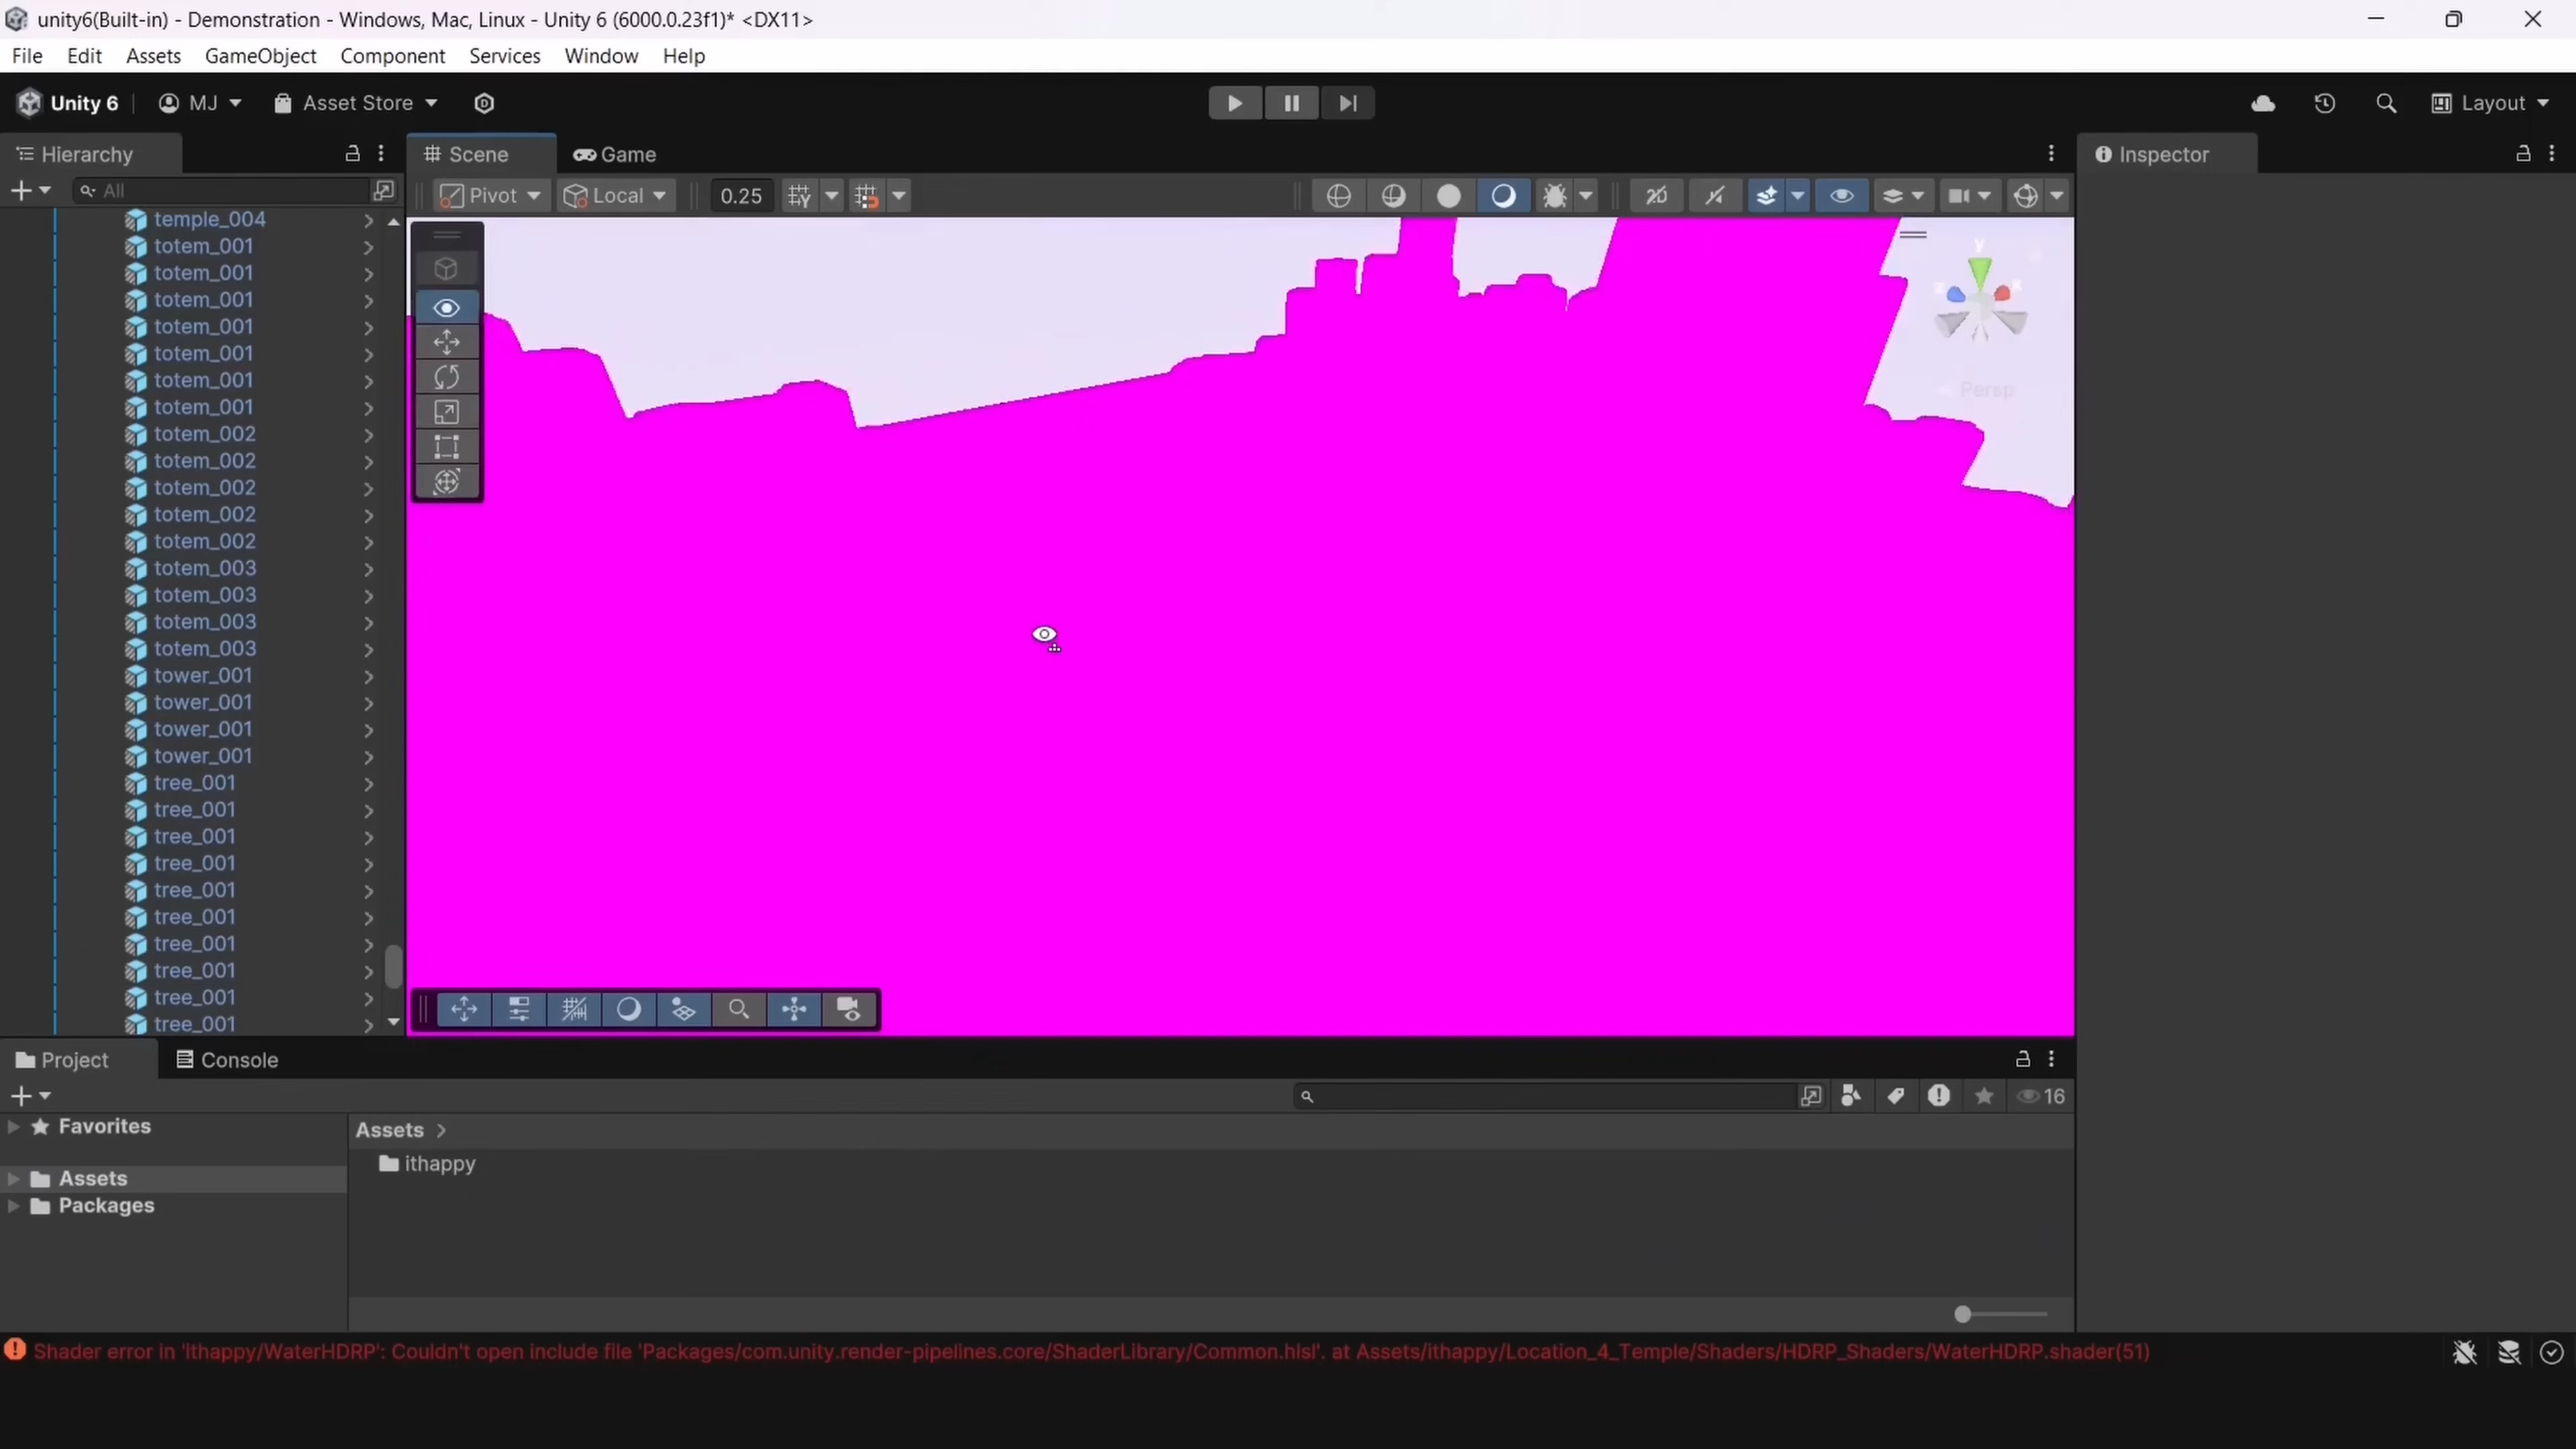 unity6(Built-in) - Demonstration - Windows, Mac, Linux - Unity 6 (6000.0.23f1)* <DX11>
File Edit Assets GameObject Component Services Window Help
Unity 6 MJ Asset Store Layout
Hierarchy Scene Game Inspector
All Pivot Local 0.25 2D
temple_004
totem_001
totem_001
totem_001
totem_001
totem_001
totem_001
totem_001
totem_002
totem_002
totem_002
totem_002
totem_002
totem_003
totem_003
totem_003
totem_003
tower_001
tower_001
tower_001
tower_001
tree_001
tree_001
tree_001
tree_001
tree_001
tree_001
tree_001
tree_001
tree_001
tree_001
y
z x
Persp
Project Console
16
Favorites
Assets
Packages
Assets >
ithappy
Shader error in 'Ithappy/WaterHDRP': Couldn't open include file 'Packages/com.unity.render-pipelines.core/ShaderLibrary/Common.hlsl'. at Assets/ithappy/Location_4_Temple/Shaders/HDRP_Shaders/WaterHDRP.shader(51)